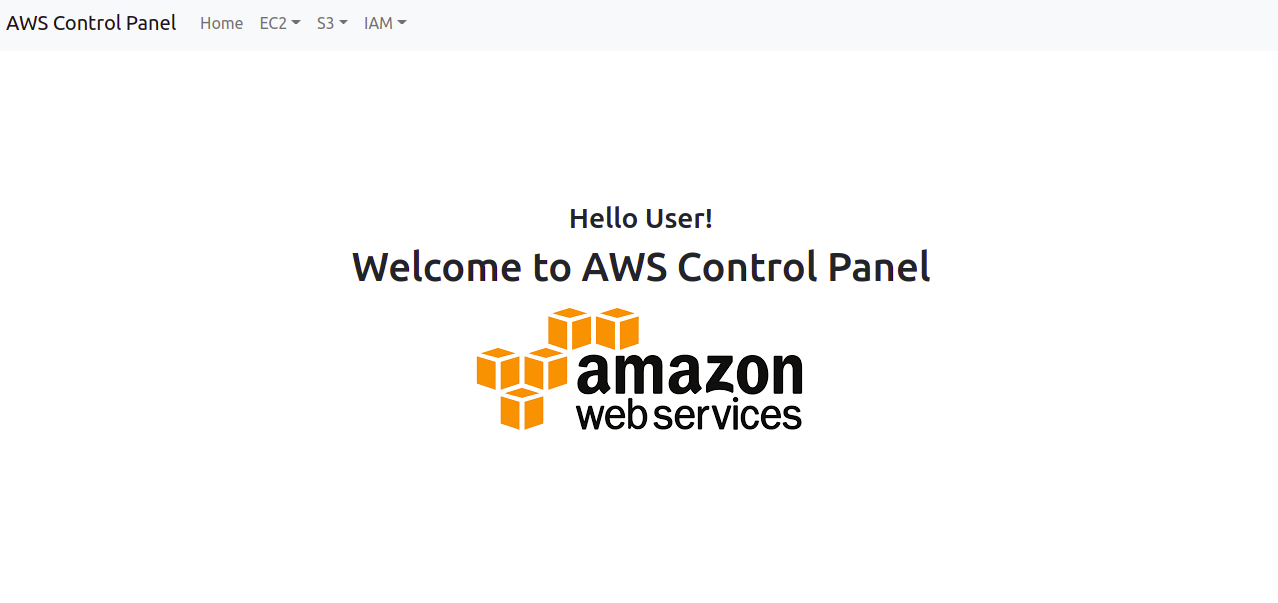 AWS Control Panel Home EC2 S3 IAM
Hello User!
Welcome to AWS Control Panel
amazon
web services